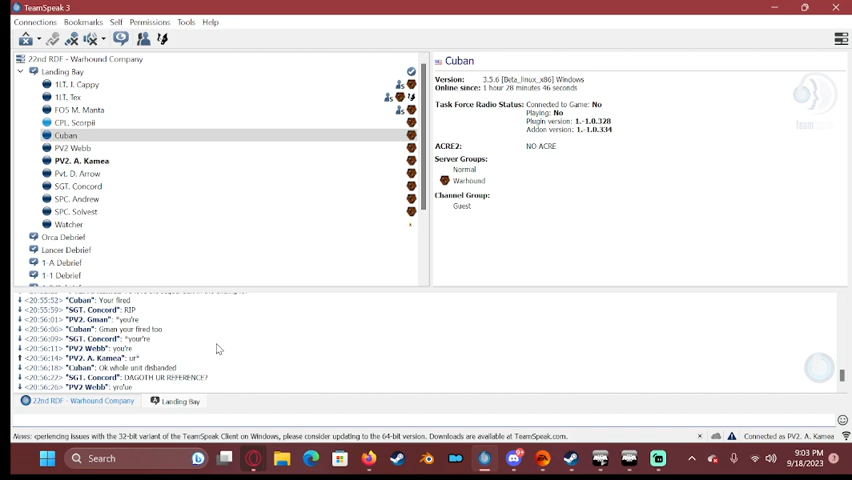 TeamSpeak 3
Connections Bookmarks Self Permissions Tools Help
22nd RDF - Warhound Company
Landing Bay
1LT. J. Cappy
1LT. Tex
FO5 M. Manta
CPL. Scorpii
Cuban
PV2 Webb
PV2. A. Kamea
Pvt. D. Arrow
SGT. Concord
SPC. Andrew
SPC. Solvest
Watcher
Orca Debrief
Lancer Debrief
1-A Debrief
1-1 Debrief
Cuban
Version: 3.5.6 [Beta_linux_x86] Windows
Online since: 1 hour 28 minutes 46 seconds
Task Force Radio Status: Connected to Game: No
Playing: No
Plugin version: 1.-1.0.328
Addon version: 1.-1.0.334
ACRE2: NO ACRE
Server Groups:
Normal
Warhound
Channel Group:
Guest
<20:55:52> "Cuban": Your fired
<20:55:59> "SGT. Concord": RIP
<20:56:01> "PV2. Gman": *you're
<20:56:06> "Cuban": Gman your fired too
<20:56:09> "SGT. Concord": *your're
<20:56:11> "PV2 Webb": you're
<20:56:14> "PV2. A. Kamea": ur*
<20:56:18> "Cuban": Ok whole unit disbanded
<20:56:22> "SGT. Concord": DAGOTH UR REFERENCE?
<20:56:26> "PV2 Webb": yro'ue
22nd RDF - Warhound Company Landing Bay
News: xperiencing issues with the 32-bit variant of the TeamSpeak Client on Windows, please consider updating to the 64-bit version. Downloads are available at TeamSpeak.com.
Connected as PV2. A. Kamea
Search
9:03 PM
9/18/2023